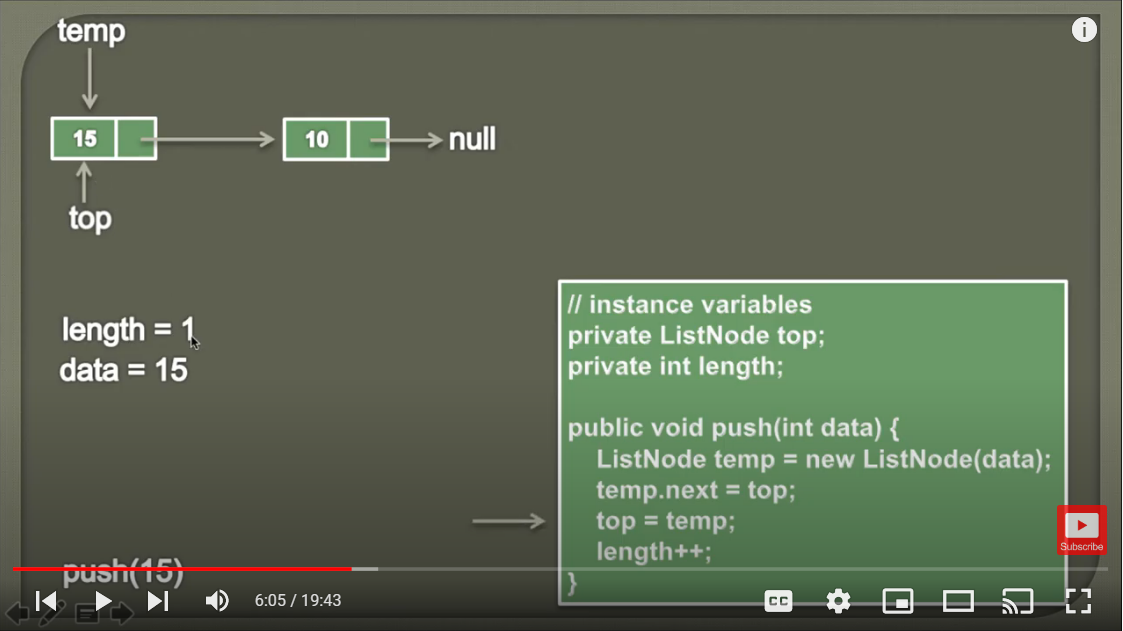 temp
15
10
null
top
length = 1
data = 15
// instance variables
private ListNode top;
private int length;
public void push(int data) {
ListNode temp = new ListNode(data);
temp.next = top;
top = temp;
length++;
}
Subscribe
push(15)
6:05 / 19:43
CC